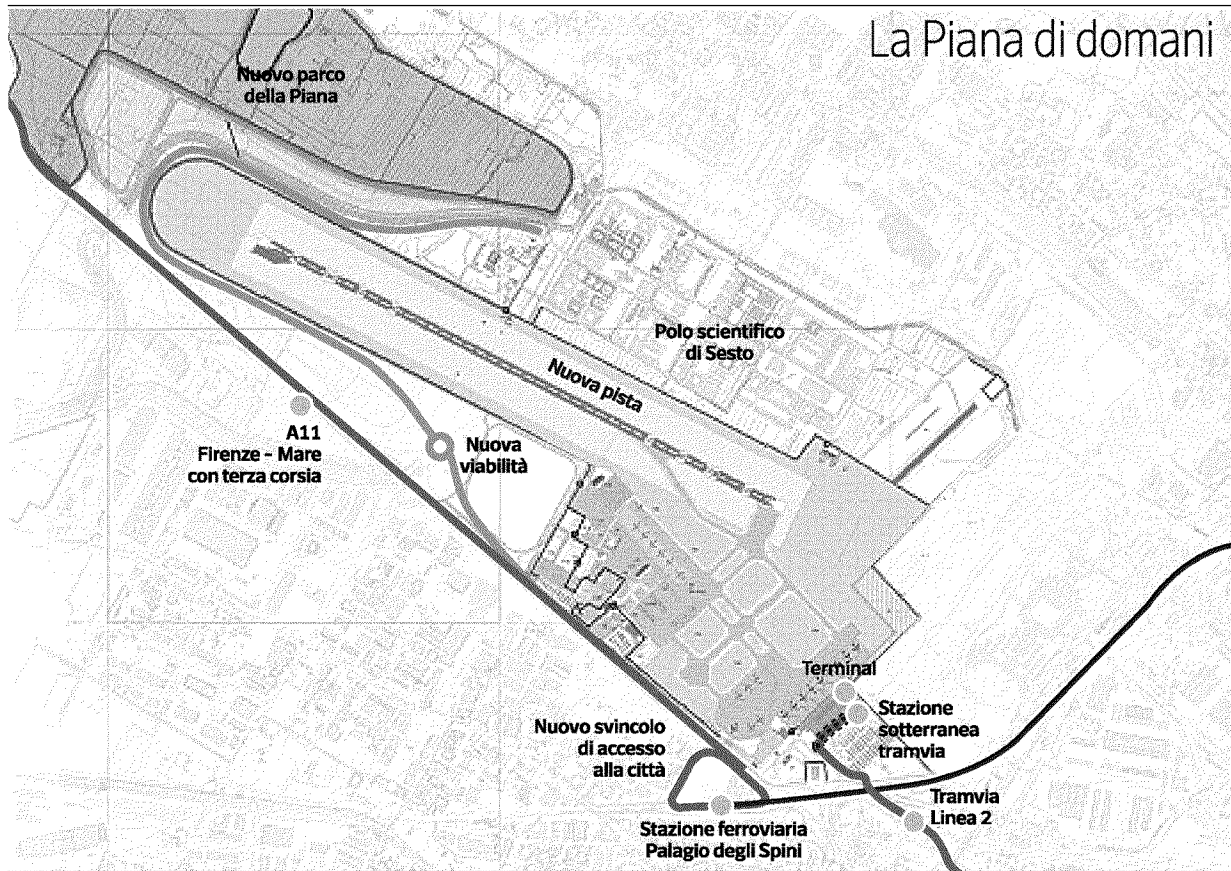 La Piana di domani
Nuovo parco
della Piana
Polo scientifico
di Sesto
Nuova pista
A11
Firenze - Mare
con terza corsia
Nuova
viabilità
Terminal
Stazione
sotterranea
tramvia
Nuovo svincolo
di accesso
alla città
Tramvia
Linea 2
Stazione ferroviaria
Palagio degli Spini